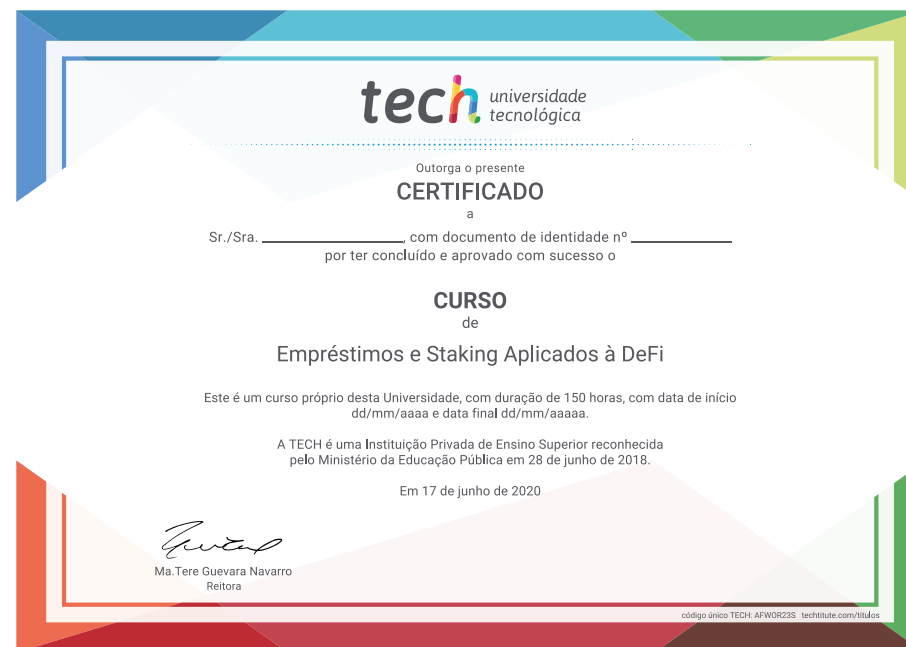 tech universidade
tecnológica
Outorga o presente
CERTIFICADO
a
Sr./Sra. ____________, com documento de identidade nº ____________
por ter concluído e aprovado com sucesso o
CURSO
de
Empréstimos e Staking Aplicados à DeFi
Este é um curso próprio desta Universidade, com duração de 150 horas, com data de início
dd/mm/aaaa e data final dd/mm/aaaaa.
A TECH é uma Instituição Privada de Ensino Superior reconhecida
pelo Ministério da Educação Pública em 28 de junho de 2018.
Em 17 de junho de 2020
Ma.Tere Guevara Navarro
Reitora
código único TECH: AFWOR23S techtitute.com/títulos